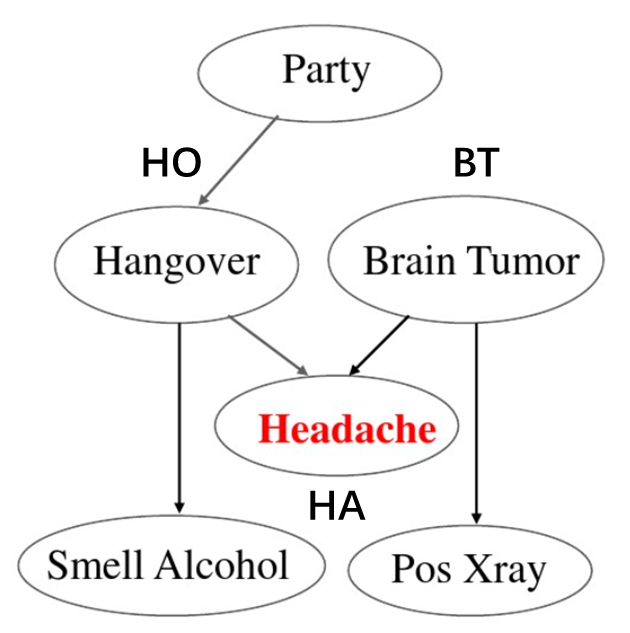 Party
HO
BT
Hangover
Brain Tumor
Headache
HA
Smell Alcohol
Pos Xray